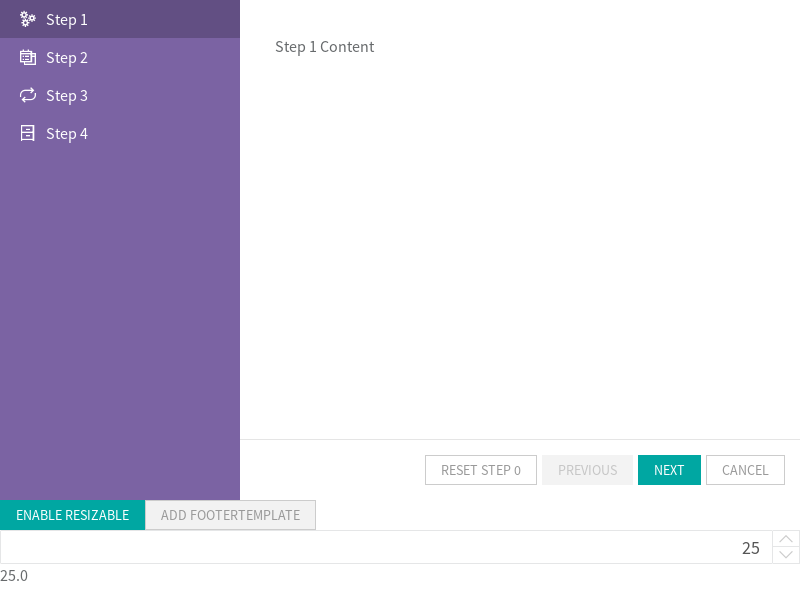 Step 1
Step 2
Step 3
Step 4
Step 1 Content
RESET STEP 0 PREVIOUS NEXT CANCEL
ENABLE RESIZABLE ADD FOOTERTEMPLATE
25
25.0